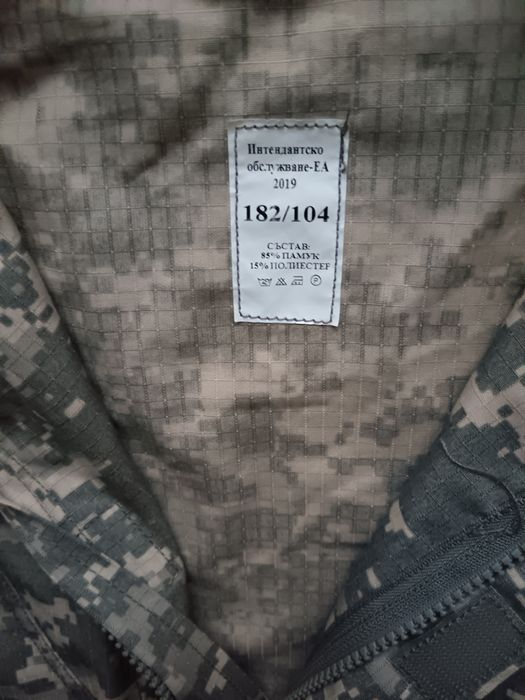 Интендантско
обслужване-ЕА
2019
182/104
СЪСТАВ:
85% ПАМУК
15% ПОЛИЕСТЕР